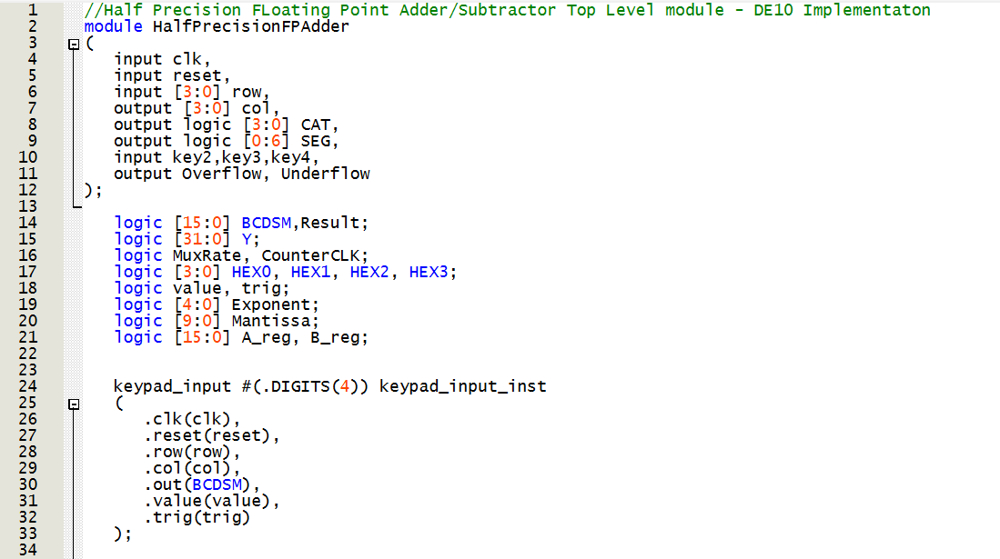 1 //Half Precision FLoating Point Adder/Subtractor Top Level module - DE10 Implementaton
2 module HalfPrecisionFPAdder
3 (
4 input clk,
5 input reset,
6 input [3:0] row,
7 output [3:0] col,
8 output logic [3:0] CAT,
9 output logic [0:6] SEG,
10 input key2,key3,key4,
11 output Overflow, Underflow
12 );
13
14 logic [15:0] BCDSM,Result;
15 logic [31:0] Y;
16 logic MuxRate, CounterCLK;
17 logic [3:0] HEX0, HEX1, HEX2, HEX3;
18 logic value, trig;
19 logic [4:0] Exponent;
20 logic [9:0] Mantissa;
21 logic [15:0] A_reg, B_reg;
22
23
24 keypad_input #(.DIGITS(4)) keypad_input_inst
25 (
26 .clk(clk),
27 .reset(reset),
28 .row(row),
29 .col(col),
30 .out(BCDSM),
31 .value(value),
32 .trig(trig)
33 );
34